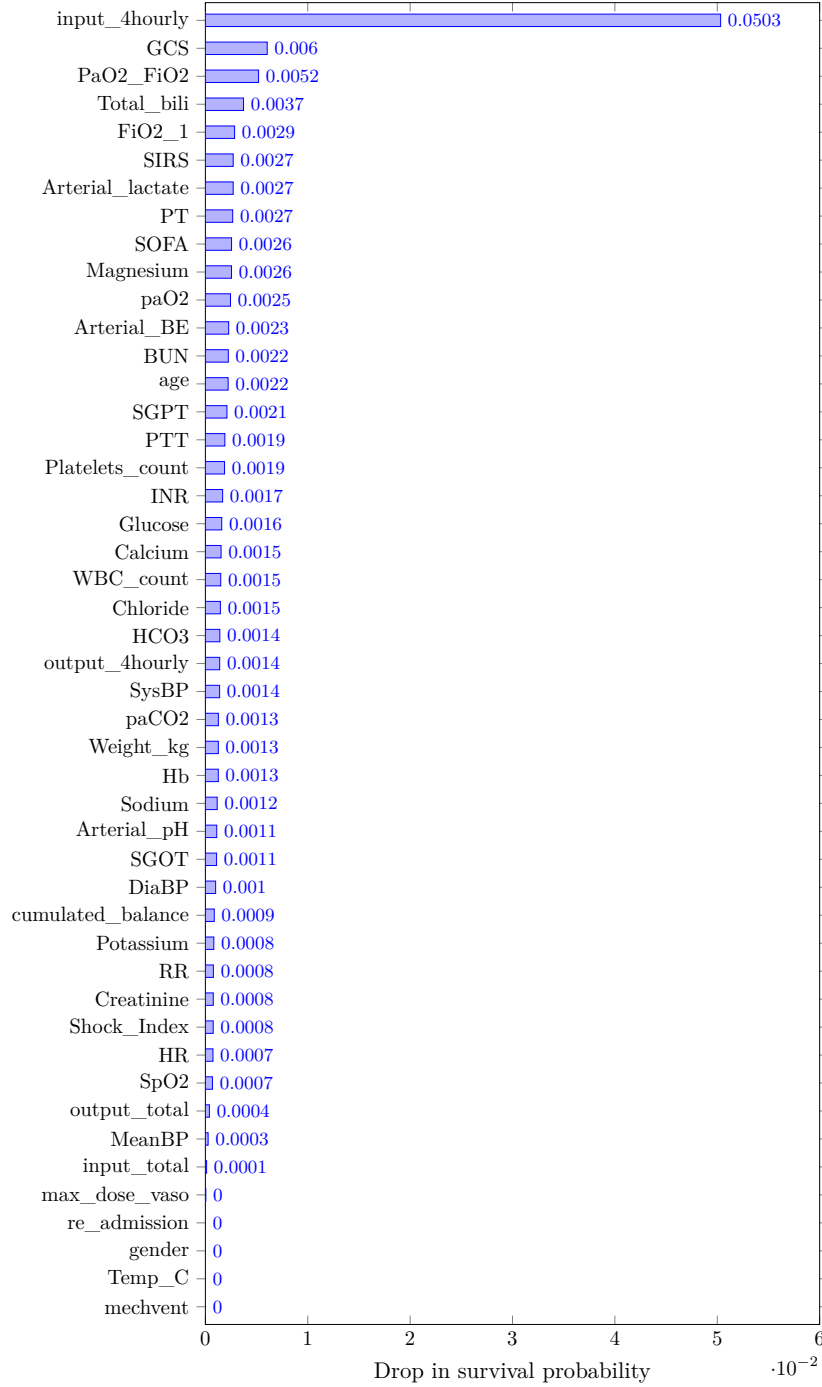 input_4hourly 0.0503
GCS 0.006
PaO2_FiO2 0.0052
Total_bili 0.0037
FiO2_1 0.0029
SIRS 0.0027
Arterial_lactate 0.0027
PT 0.0027
SOFA 0.0026
Magnesium 0.0026
paO2 0.0025
Arterial_BE 0.0023
BUN 0.0022
age 0.0022
SGPT 0.0021
PTT 0.0019
Platelets_count 0.0019
INR 0.0017
Glucose 0.0016
Calcium 0.0015
WBC_count 0.0015
Chloride 0.0015
HCO3 0.0014
output_4hourly 0.0014
SysBP 0.0014
paCO2 0.0013
Weight_kg 0.0013
Hb 0.0013
Sodium 0.0012
Arterial_pH 0.0011
SGOT 0.0011
DiaBP 0.001
cumulated_balance 0.0009
Potassium 0.0008
RR 0.0008
Creatinine 0.0008
Shock_Index 0.0008
HR 0.0007
SpO2 0.0007
output_total 0.0004
MeanBP 0.0003
input_total 0.0001
max_dose_vaso 0
re_admission 0
gender 0
Temp_C 0
mechvent 0
0 1 2 3 4 5 6
Drop in survival probability ·10⁻²